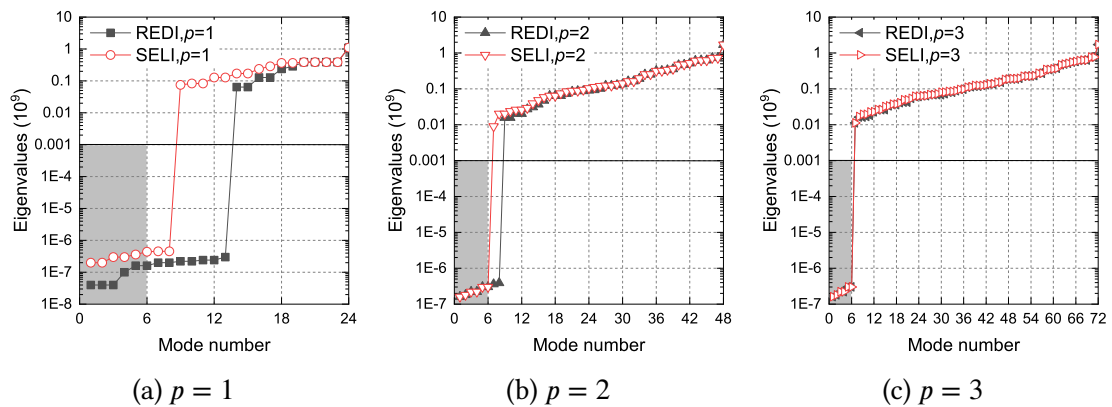 REDI,p=1
SELI,p=1
Eigenvalues (10⁹)
10
1
0.1
0.01
0.001
1E-4
1E-5
1E-6
1E-7
1E-8
0 6 12 18 24
Mode number
(a) p = 1
REDI,p=2
SELI,p=2
Eigenvalues (10⁹)
10
1
0.1
0.01
0.001
1E-4
1E-5
1E-6
1E-7
0 6 12 18 24 30 36 42 48
Mode number
(b) p = 2
REDI,p=3
SELI,p=3
Eigenvalues (10⁹)
10
1
0.1
0.01
0.001
1E-4
1E-5
1E-6
1E-7
0 6 12 18 24 30 36 42 48 54 60 66 72
Mode number
(c) p = 3